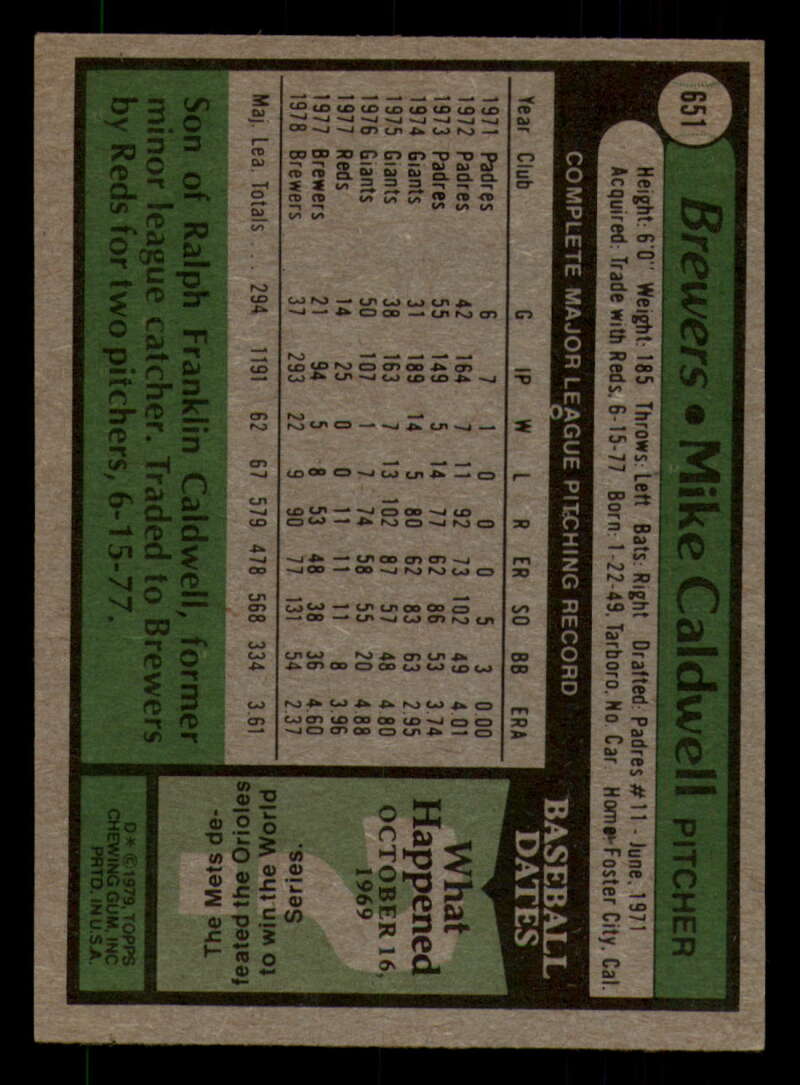 651
Brewers • Mike Caldwell PITCHER
Height: 6'0" Weight: 185 Throws: Left Bats: Right Drafted: Padres #11 - June, 1971
Acquired: Trade with Reds, 6-15-77 Born: 1-22-49, Tarboro, No. Car. Home: Foster City, Cal.
COMPLETE MAJOR LEAGUE PITCHING RECORD
Year Club G IP W L R ER SO BB ERA
1971 Padres 6 7 1 0 0 0 5 3 0.00
1972 Padres 42 164 7 11 92 73 102 49 4.01
1973 Padres 55 149 5 14 77 62 86 53 3.74
1974 Giants 31 189 14 5 80 62 83 63 2.95
1975 Giants 38 163 7 13 102 87 57 48 4.80
1976 Giants 50 107 1 7 74 58 55 20 4.88
1977 Reds 14 25 0 0 11 11 11 8 3.96
1977 Brewers 21 94 5 8 53 48 38 36 4.60
1978 Brewers 37 293 22 9 90 77 131 54 2.37
Maj. Lea. Totals . . . 294 1191 62 67 579 478 568 334 3.61
Son of Ralph Franklin Caldwell, former
minor league catcher. Traded to Brewers
by Reds for two pitchers, 6-15-77.
BASEBALL
DATES
What
Happened
OCTOBER 16,
1969
The Mets de-
feated the Orioles
to win the World
Series.
D* © 1979 TOPPS
CHEWING GUM, INC
PRTD. IN U.S.A.